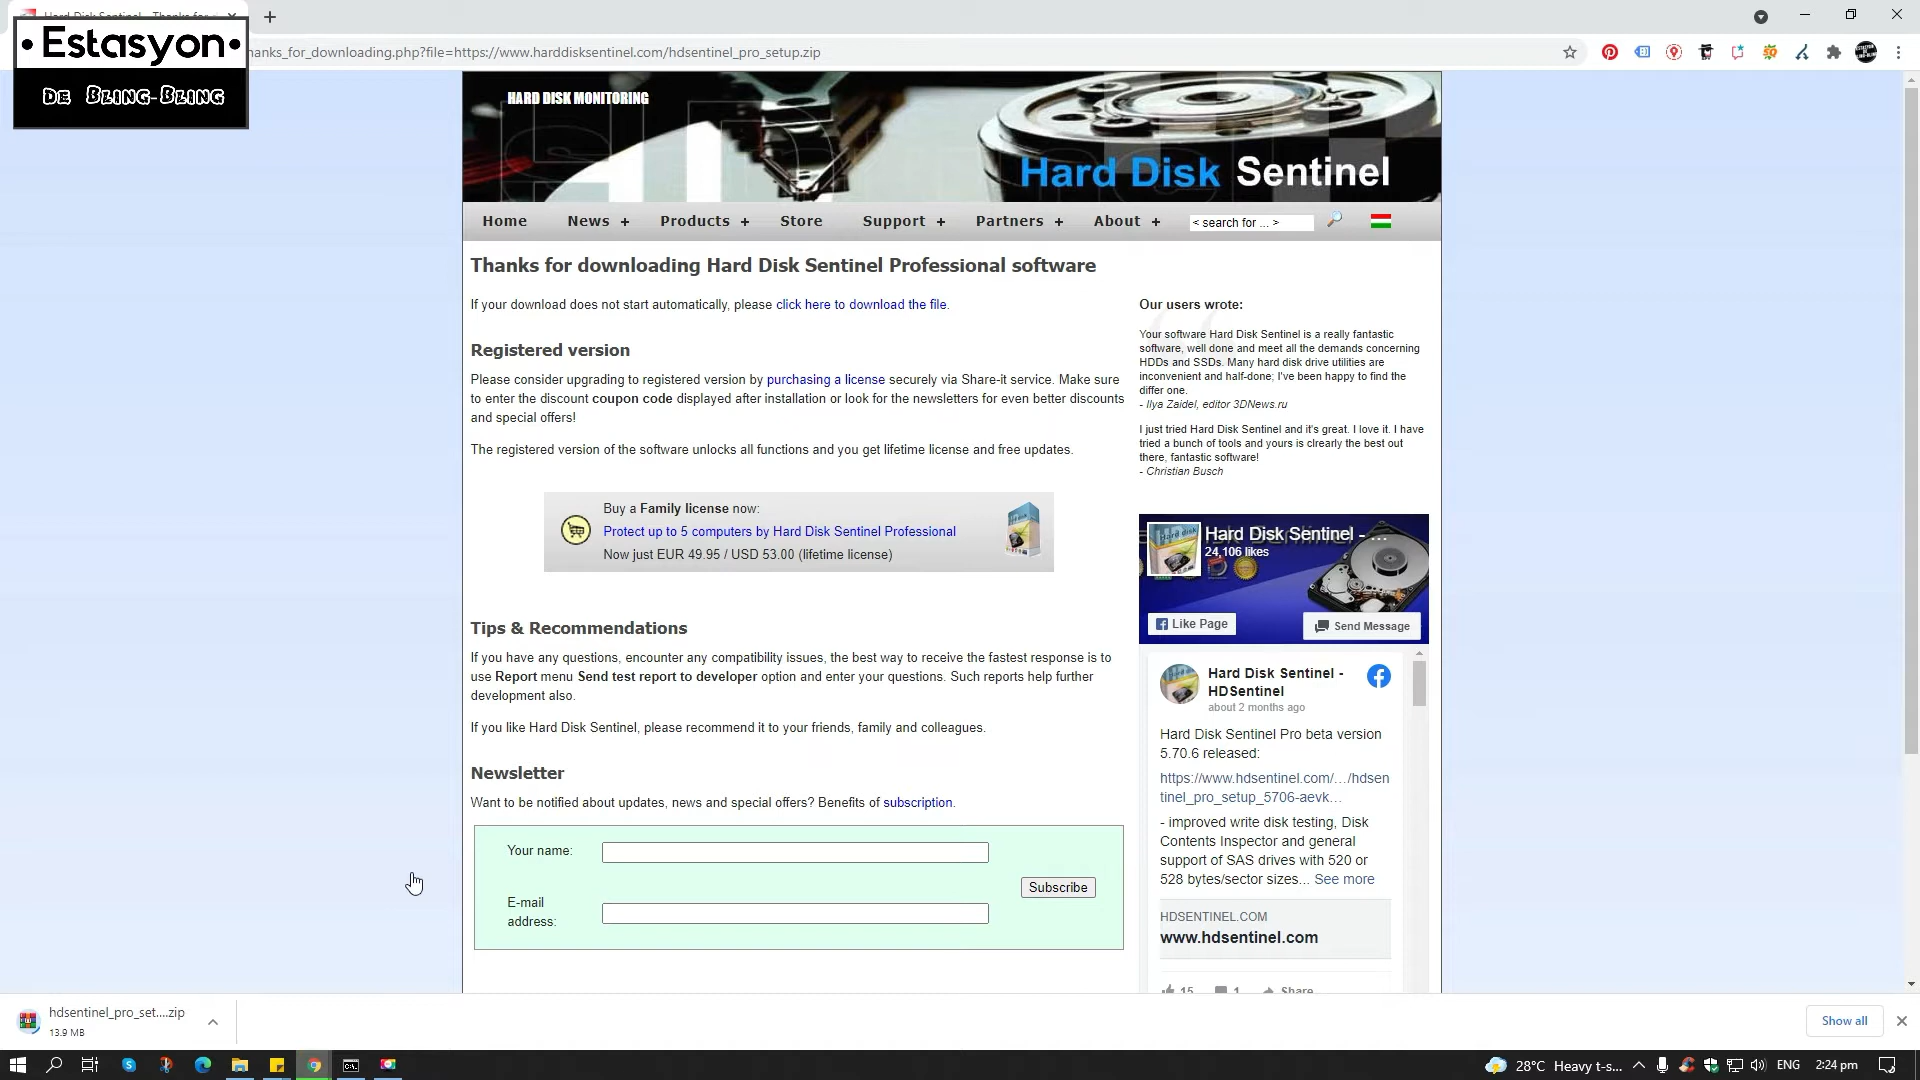 Estasyon
De Bling-Bling
hanks_for_downloading.php?file=https://www.harddisksentinel.com/hdsentinel_pro_setup.zip
HARD DISK MONITORING
Hard Disk Sentinel
Home News + Products + Store Support + Partners + About + < search for ... >
Thanks for downloading Hard Disk Sentinel Professional software
If your download does not start automatically, please click here to download the file.
Registered version
Please consider upgrading to registered version by purchasing a license securely via Share-it service. Make sure
to enter the discount coupon code displayed after installation or look for the newsletters for even better discounts
and special offers!
The registered version of the software unlocks all functions and you get lifetime license and free updates.
Buy a Family license now:
Protect up to 5 computers by Hard Disk Sentinel Professional
Now just EUR 49.95 / USD 53.00 (lifetime license)
Tips & Recommendations
If you have any questions, encounter any compatibility issues, the best way to receive the fastest response is to
use Report menu Send test report to developer option and enter your questions. Such reports help further
development also.
If you like Hard Disk Sentinel, please recommend it to your friends, family and colleagues.
Newsletter
Want to be notified about updates, news and special offers? Benefits of subscription.
Your name:
E-mail
address:
Subscribe
Our users wrote:
Your software Hard Disk Sentinel is a really fantastic
software, well done and meet all the demands concerning
HDDs and SSDs. Many hard disk drive utilities are
inconvenient and half-done; I've been happy to find the
differ one.
- Ilya Zaidel, editor 3DNews.ru
I just tried Hard Disk Sentinel and it's great. I love it. I have
tried a bunch of tools and yours is clrearly the best out
there, fantastic software!
- Christian Busch
Hard Disk Sentinel - ...
24,106 likes
Like Page
Send Message
Hard Disk Sentinel -
HDSentinel
about 2 months ago
Hard Disk Sentinel Pro beta version
5.70.6 released:
https://www.hdsentinel.com/…/hdsen
tinel_pro_setup_5706-aevk…
- improved write disk testing, Disk
Contents Inspector and general
support of SAS drives with 520 or
528 bytes/sector sizes... See more
HDSENTINEL.COM
www.hdsentinel.com
15 1 Share
hdsentinel_pro_set....zip
13.9 MB
Show all
28°C Heavy t-s... ENG 2:24 pm